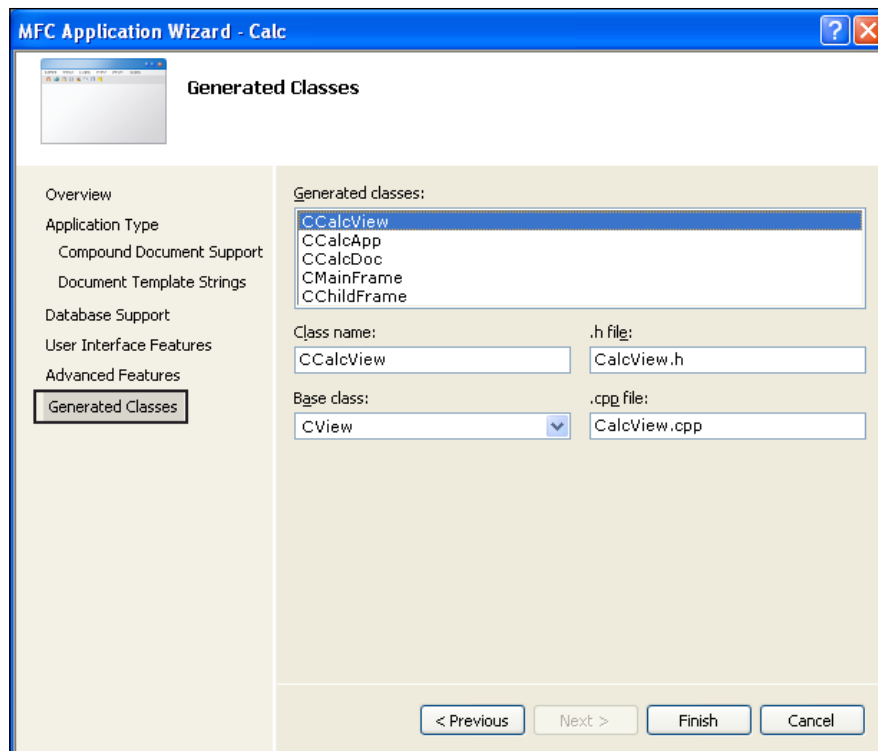 MFC Application Wizard - Calc
Generated Classes
Overview
Application Type
Compound Document Support
Document Template Strings
Database Support
User Interface Features
Advanced Features
Generated Classes
Generated classes:
CCalcView
CCalcApp
CCalcDoc
CMainFrame
CChildFrame
Class name:
.h file:
CCalcView
CalcView.h
Base class:
.cpp file:
CView
CalcView.cpp
< Previous
Next >
Finish
Cancel